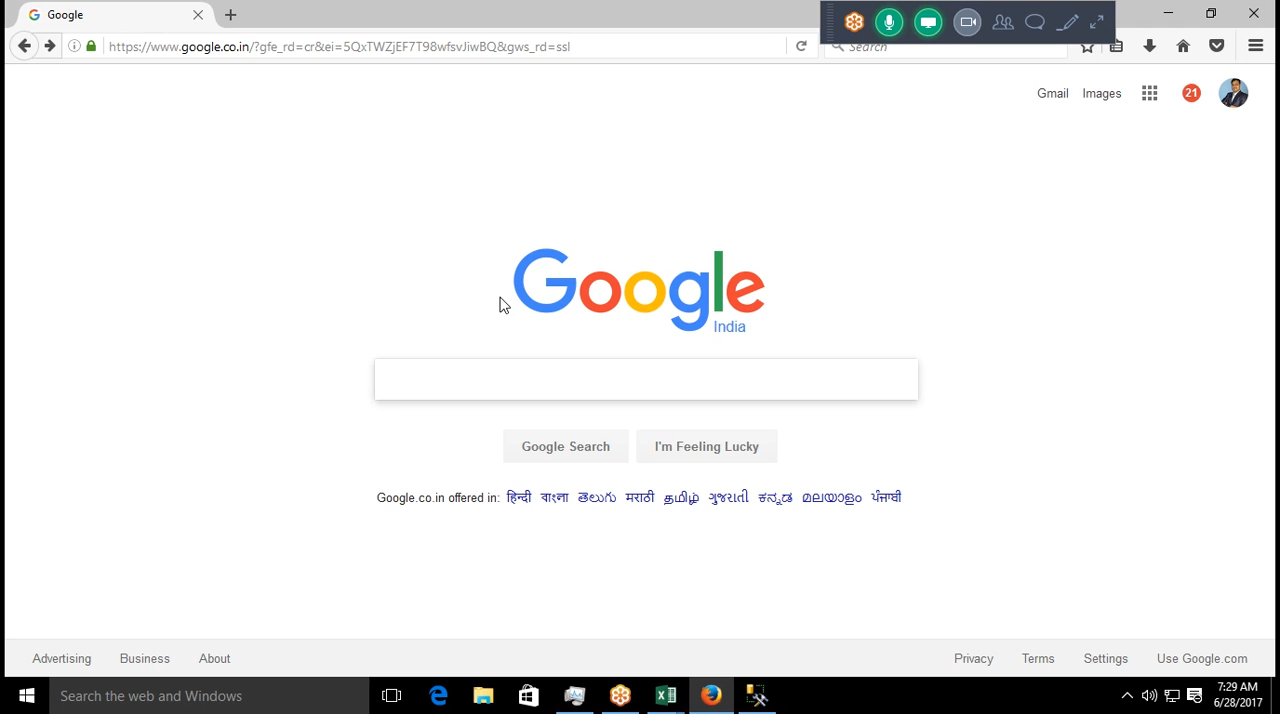 Google
https://www.google.co.in/?gfe_rd=cr&ei=5QxTWZjEF7T98wfsvJiwBQ&gws_rd=ssl
Search
Gmail Images 21
Google
India
Google Search I'm Feeling Lucky
Google.co.in offered in: हिन्दी বাংলা తెలుగు मराठी தமிழ் ગુજરાતી ಕನ್ನಡ മലയാളം ਪੰਜਾਬੀ
Advertising Business About Privacy Terms Settings Use Google.com
Search the web and Windows
7:29 AM
6/28/2017